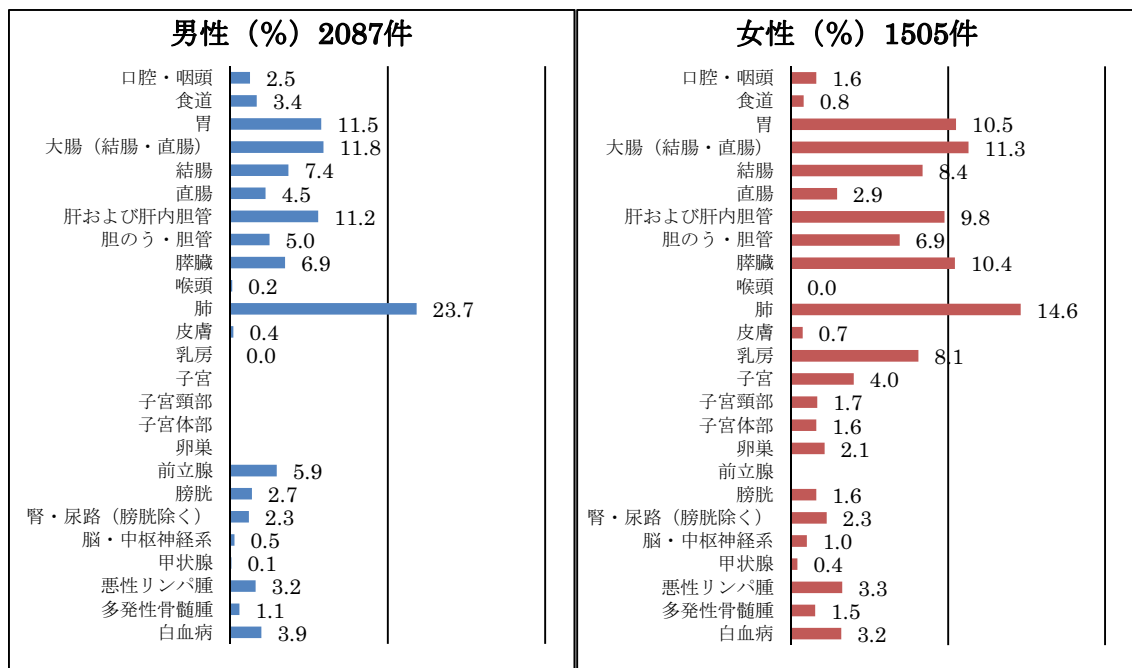 男性（%）2087件
口腔・咽頭 2.5
食道 3.4
胃 11.5
大腸（結腸・直腸） 11.8
結腸 7.4
直腸 4.5
肝および肝内胆管 11.2
胆のう・胆管 5.0
膵臓 6.9
喉頭 0.2
肺 23.7
皮膚 0.4
乳房 0.0
子宮
子宮頸部
子宮体部
卵巣
前立腺 5.9
膀胱 2.7
腎・尿路（膀胱除く） 2.3
脳・中枢神経系 0.5
甲状腺 0.1
悪性リンパ腫 3.2
多発性骨髄腫 1.1
白血病 3.9
女性（%）1505件
口腔・咽頭 1.6
食道 0.8
胃 10.5
大腸（結腸・直腸） 11.3
結腸 8.4
直腸 2.9
肝および肝内胆管 9.8
胆のう・胆管 6.9
膵臓 10.4
喉頭 0.0
肺 14.6
皮膚 0.7
乳房 8.1
子宮 4.0
子宮頸部 1.7
子宮体部 1.6
卵巣 2.1
前立腺
膀胱 1.6
腎・尿路（膀胱除く） 2.3
脳・中枢神経系 1.0
甲状腺 0.4
悪性リンパ腫 3.3
多発性骨髄腫 1.5
白血病 3.2